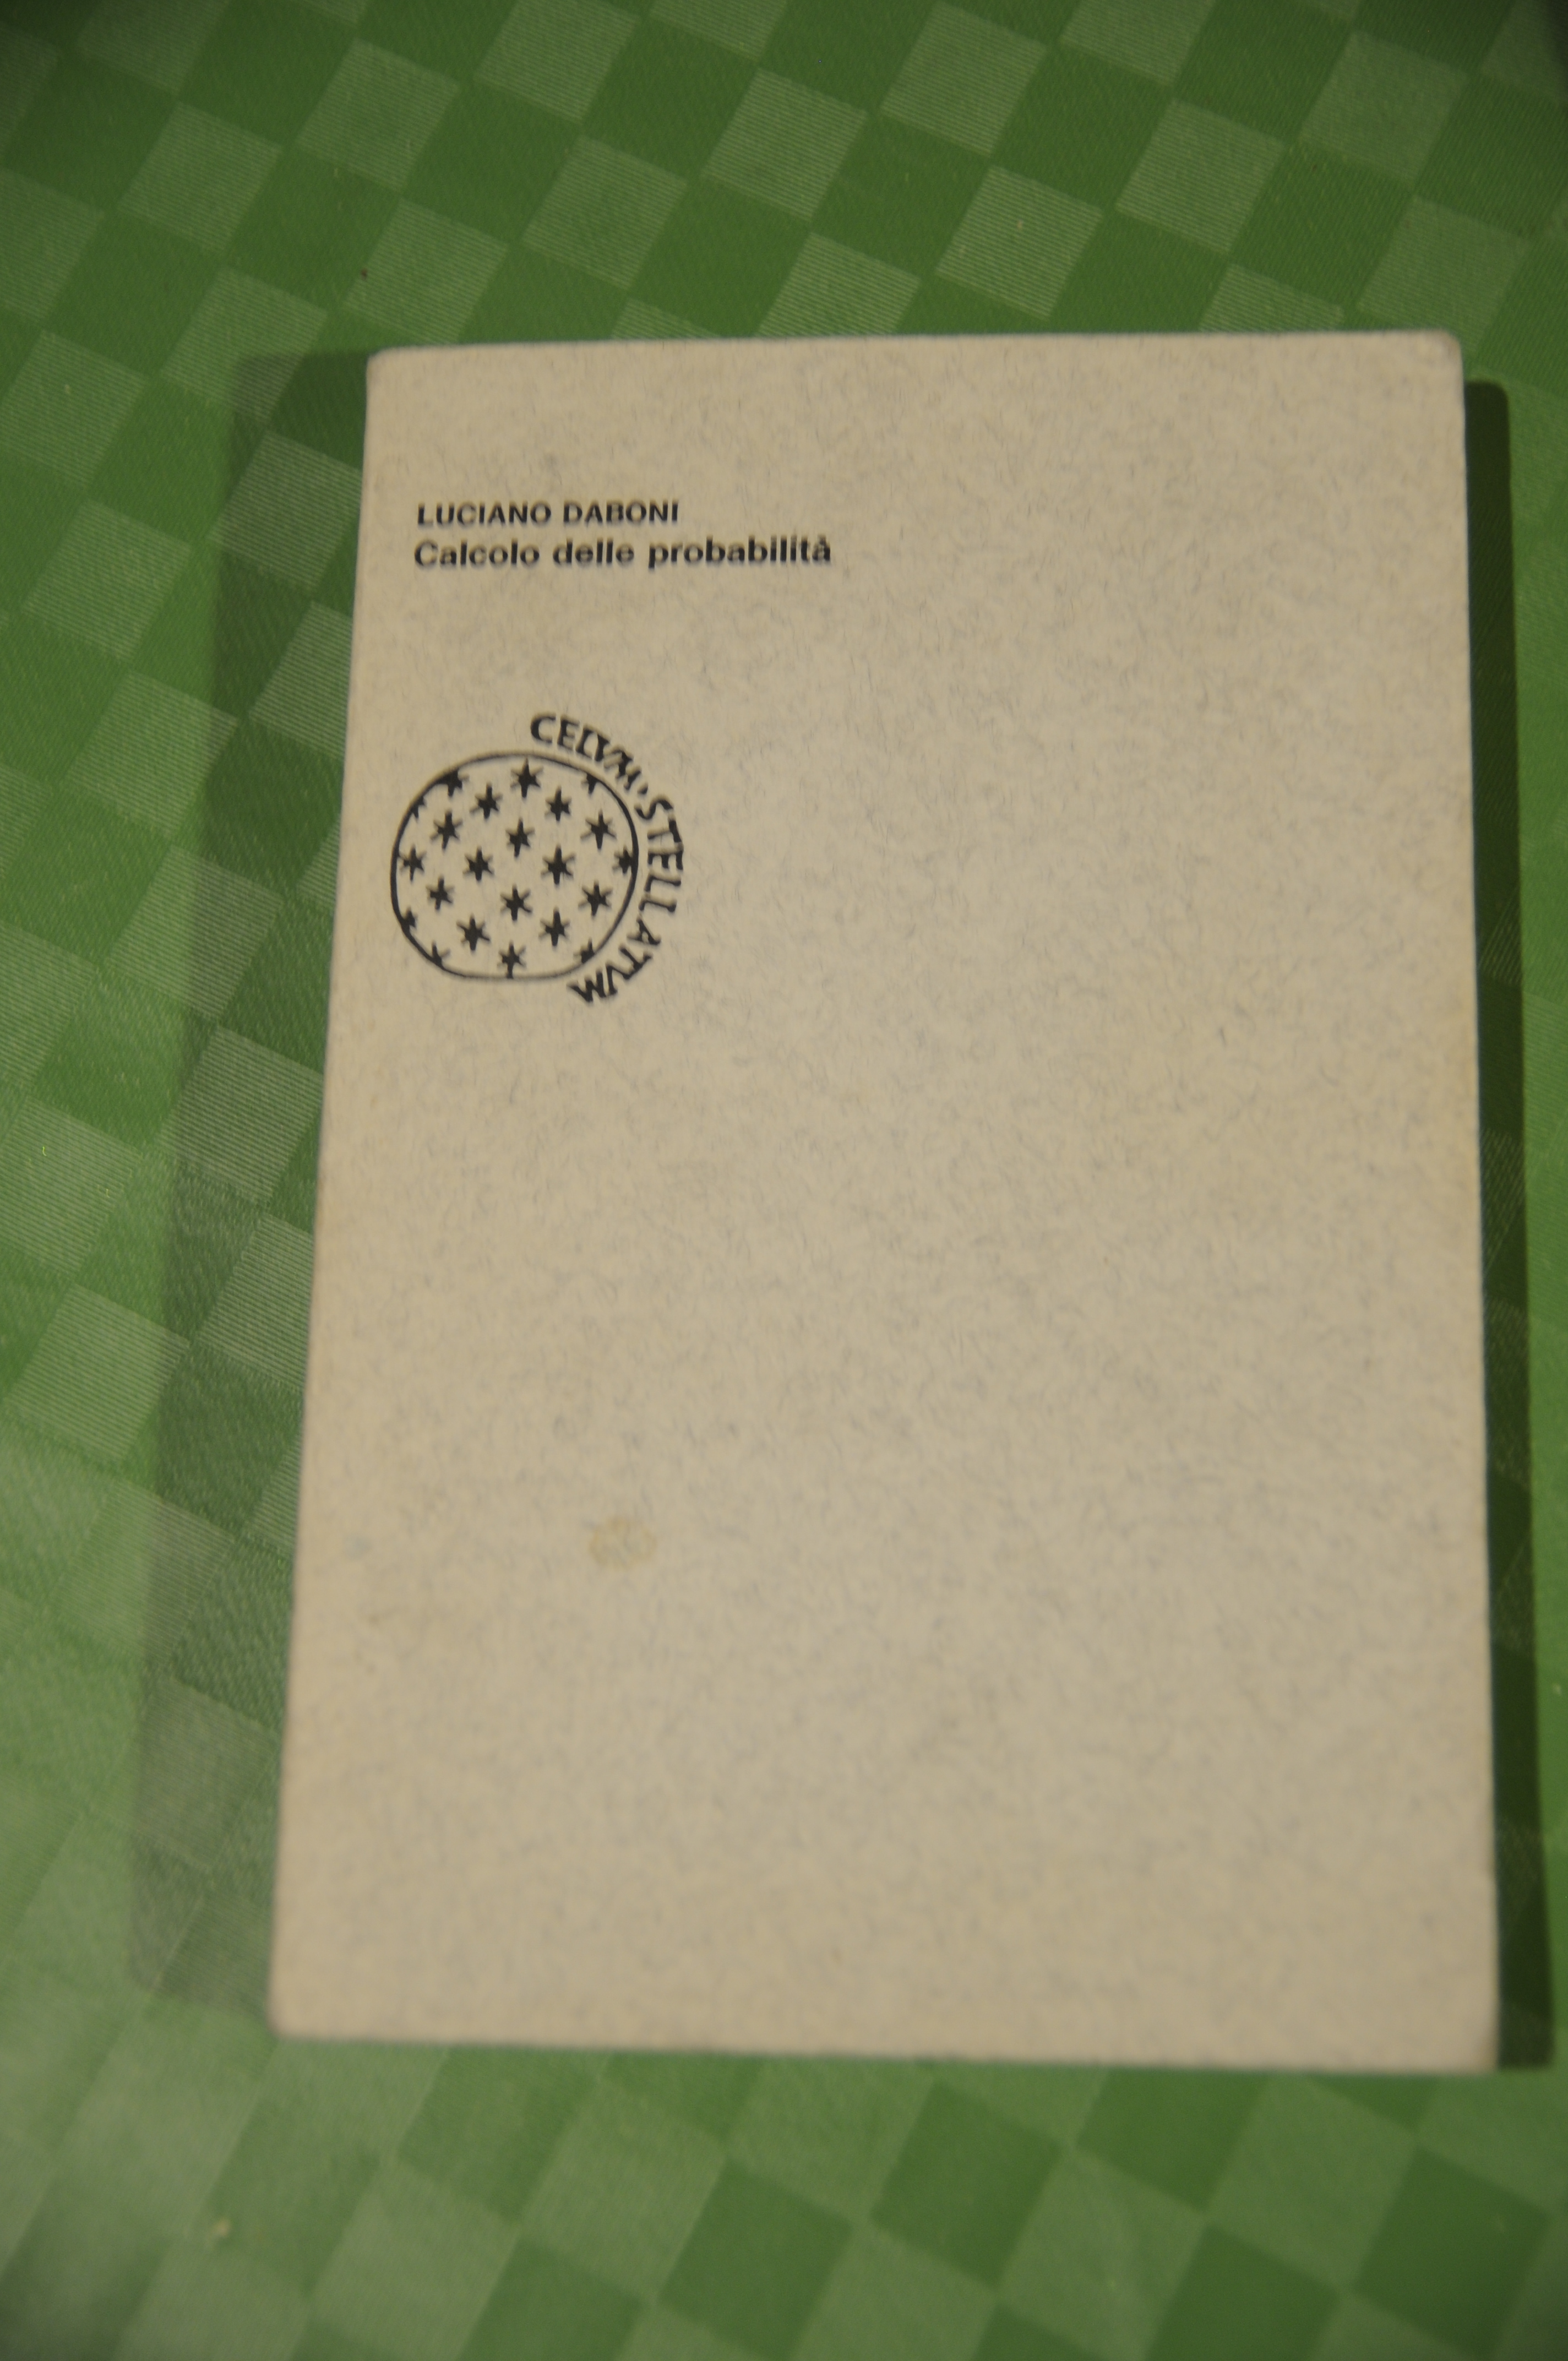 LUCIANO DABONI
Calcolo delle probabilità
CELVM·STELLATVM